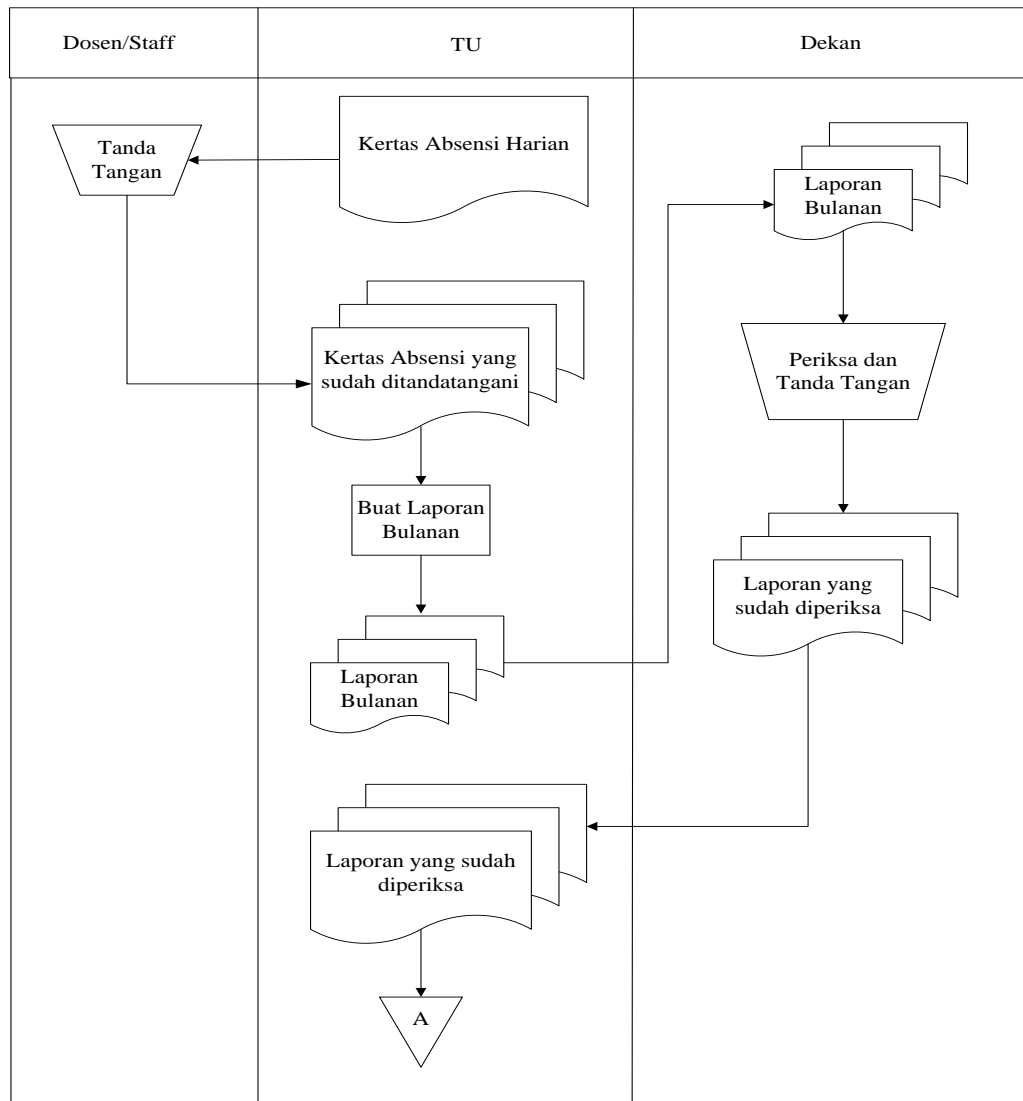 Dosen/Staff
TU
Dekan
Tanda
Tangan
Kertas Absensi Harian
Laporan
Bulanan
Kertas Absensi yang
sudah ditandatangani
Periksa dan
Tanda Tangan
Buat Laporan
Bulanan
Laporan yang
sudah diperiksa
Laporan
Bulanan
Laporan yang sudah
diperiksa
A